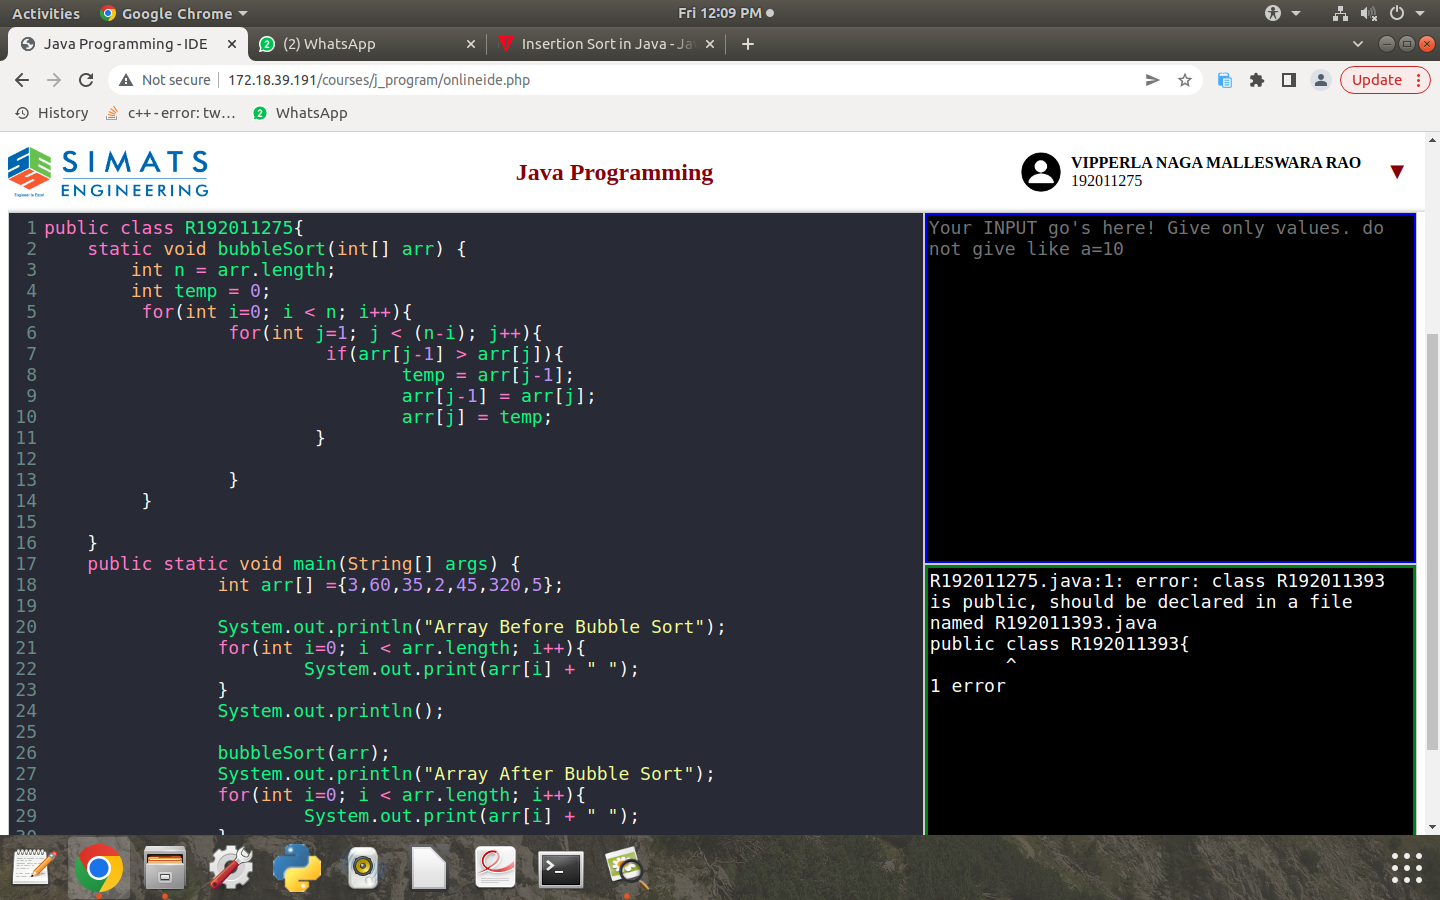 Activities
Google Chrome
Fri 12:09 PM
Java Programming - IDE
(2) WhatsApp
Insertion Sort in Java - Ja
Not secure
172.18.39.191/courses/j_program/onlineide.php
Update
History
c++ - error: tw...
WhatsApp
SIMATS
ENGINEERING
Java Programming
VIPPERLA NAGA MALLESWARA RAO
192011275
1 public class R192011275{
2 static void bubbleSort(int[] arr) {
3 int n = arr.length;
4 int temp = 0;
5 for(int i=0; i < n; i++){
6 for(int j=1; j < (n-i); j++){
7 if(arr[j-1] > arr[j]){
8 temp = arr[j-1];
9 arr[j-1] = arr[j];
10 arr[j] = temp;
11 }
12
13 }
14 }
15
16 }
17 public static void main(String[] args) {
18 int arr[] ={3,60,35,2,45,320,5};
19
20 System.out.println("Array Before Bubble Sort");
21 for(int i=0; i < arr.length; i++){
22 System.out.print(arr[i] + " ");
23 }
24 System.out.println();
25
26 bubbleSort(arr);
27 System.out.println("Array After Bubble Sort");
28 for(int i=0; i < arr.length; i++){
29 System.out.print(arr[i] + " ");
30 }
Your INPUT go's here! Give only values. do
not give like a=10
R192011275.java:1: error: class R192011393
is public, should be declared in a file
named R192011393.java
public class R192011393{
^
1 error